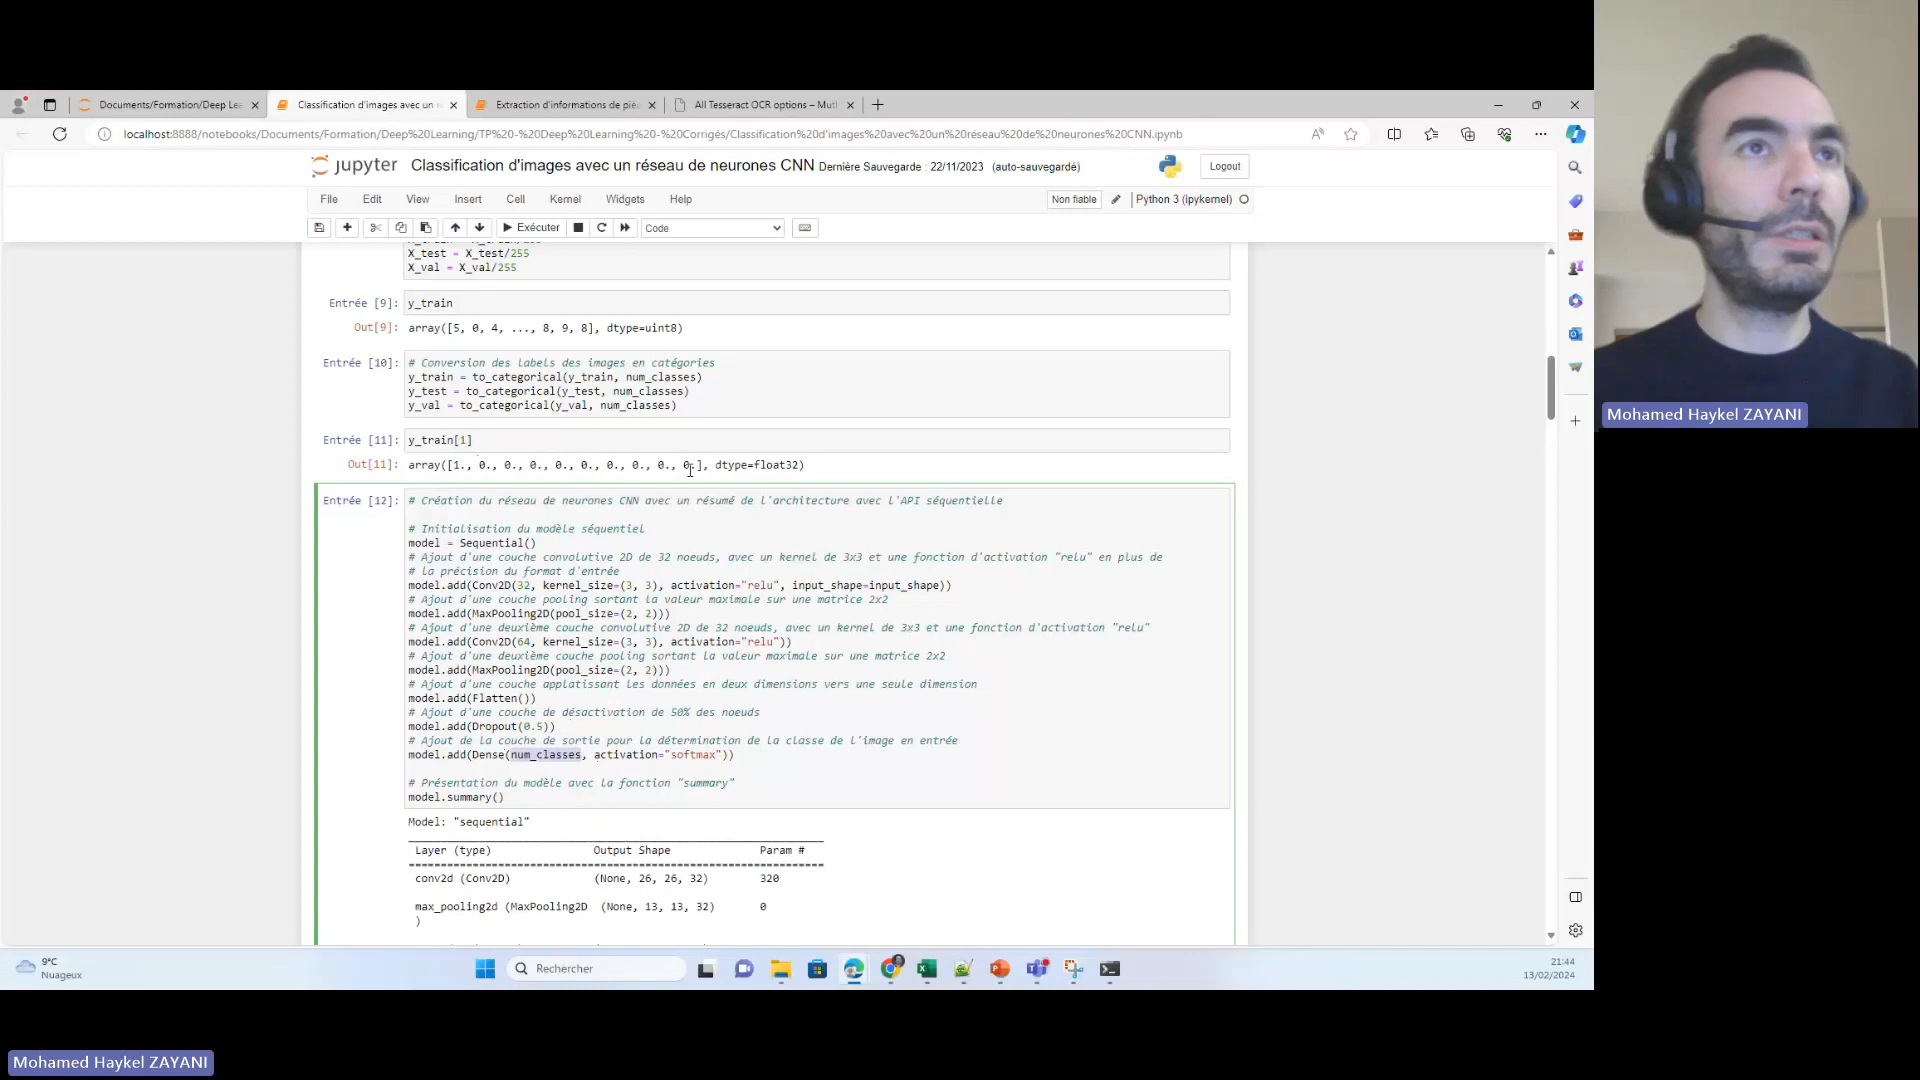 Documents/Formation/Deep Lea
Classification d'images avec un r
Extraction d'informations de piè
All Tesseract OCR options – Mutl
localhost:8888/notebooks/Documents/Formation/Deep%20Learning/TP%20-%20Deep%20Learning%20-%20Corrigés/Classification%20d'images%20avec%20un%20réseau%20de%20neurones%20CNN.ipynb
jupyter Classification d'images avec un réseau de neurones CNN Dernière Sauvegarde : 22/11/2023 (auto-sauvegardé)
Logout
File Edit View Insert Cell Kernel Widgets Help
Non fiable
Python 3 (ipykernel)
Exécuter
Code
X_test = X_test/255
X_val = X_val/255
Entrée [9]: y_train
Out[9]: array([5, 0, 4, ..., 8, 9, 8], dtype=uint8)
Entrée [10]: # Conversion des labels des images en catégories
y_train = to_categorical(y_train, num_classes)
y_test = to_categorical(y_test, num_classes)
y_val = to_categorical(y_val, num_classes)
Entrée [11]: y_train[1]
Out[11]: array([1., 0., 0., 0., 0., 0., 0., 0., 0., 0.], dtype=float32)
Entrée [12]: # Création du réseau de neurones CNN avec un résumé de l'architecture avec l'API séquentielle
# Initialisation du modèle séquentiel
model = Sequential()
# Ajout d'une couche convolutive 2D de 32 noeuds, avec un kernel de 3x3 et une fonction d'activation "relu" en plus de
# la précision du format d'entrée
model.add(Conv2D(32, kernel_size=(3, 3), activation="relu", input_shape=input_shape))
# Ajout d'une couche pooling sortant la valeur maximale sur une matrice 2x2
model.add(MaxPooling2D(pool_size=(2, 2)))
# Ajout d'une deuxième couche convolutive 2D de 32 noeuds, avec un kernel de 3x3 et une fonction d'activation "relu"
model.add(Conv2D(64, kernel_size=(3, 3), activation="relu"))
# Ajout d'une deuxième couche pooling sortant la valeur maximale sur une matrice 2x2
model.add(MaxPooling2D(pool_size=(2, 2)))
# Ajout d'une couche applatissant les données en deux dimensions vers une seule dimension
model.add(Flatten())
# Ajout d'une couche de désactivation de 50% des noeuds
model.add(Dropout(0.5))
# Ajout de la couche de sortie pour la détermination de la classe de l'image en entrée
model.add(Dense(num_classes, activation="softmax"))
# Présentation du modèle avec la fonction "summary"
model.summary()
Model: "sequential"
Layer (type) Output Shape Param #
conv2d (Conv2D) (None, 26, 26, 32) 320
max_pooling2d (MaxPooling2D (None, 13, 13, 32) 0
)
9°C
Nuageux
Rechercher
21:44
13/02/2024
Mohamed Haykel ZAYANI
Mohamed Haykel ZAYANI